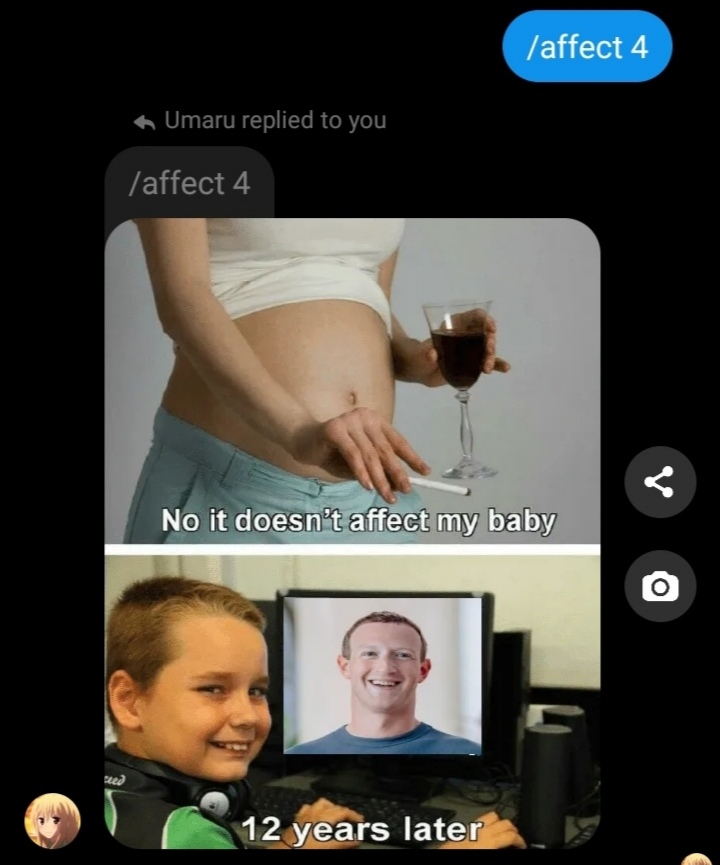 /affect 4
Umaru replied to you
/affect 4
No it doesn't affect my baby
12 years later